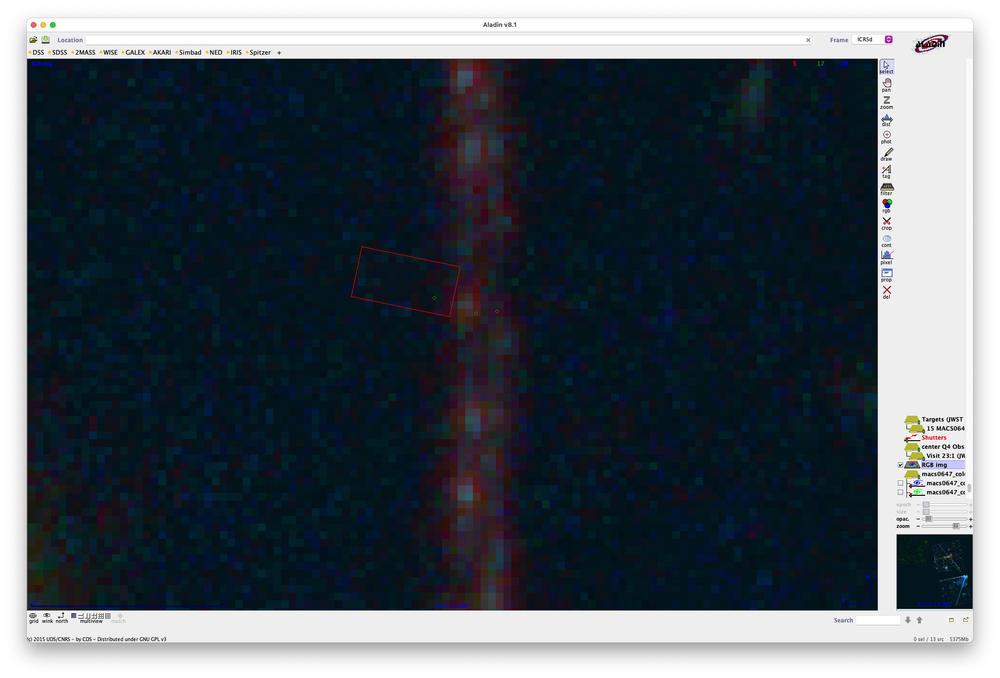 Aladin v8.1
Location
x
Frame ICRSd
ALADIN
DSS SDSS 2MASS WISE GALEX AKARI Simbad NED IRIS Spitzer +
RGB img
5 17 20
select
pan
zoom
dist
phot
draw
tag
filter
rgb
crop
cont
pixel
prop
del
Targets (JWST
15 MACS064
Shutters
center Q4 Obs
Visit 23:1 (JW
RGB img
macs0647_col
macs0647_cc
macs0647_cc
epoch - +
size - +
opac. - +
zoom - +
N
E
1"
grid wink north multiview match
Search
(c) 2015 UDS/CNRS - by CDS - Distributed under GNU GPL v3
0 sel / 13 src 5375Mb